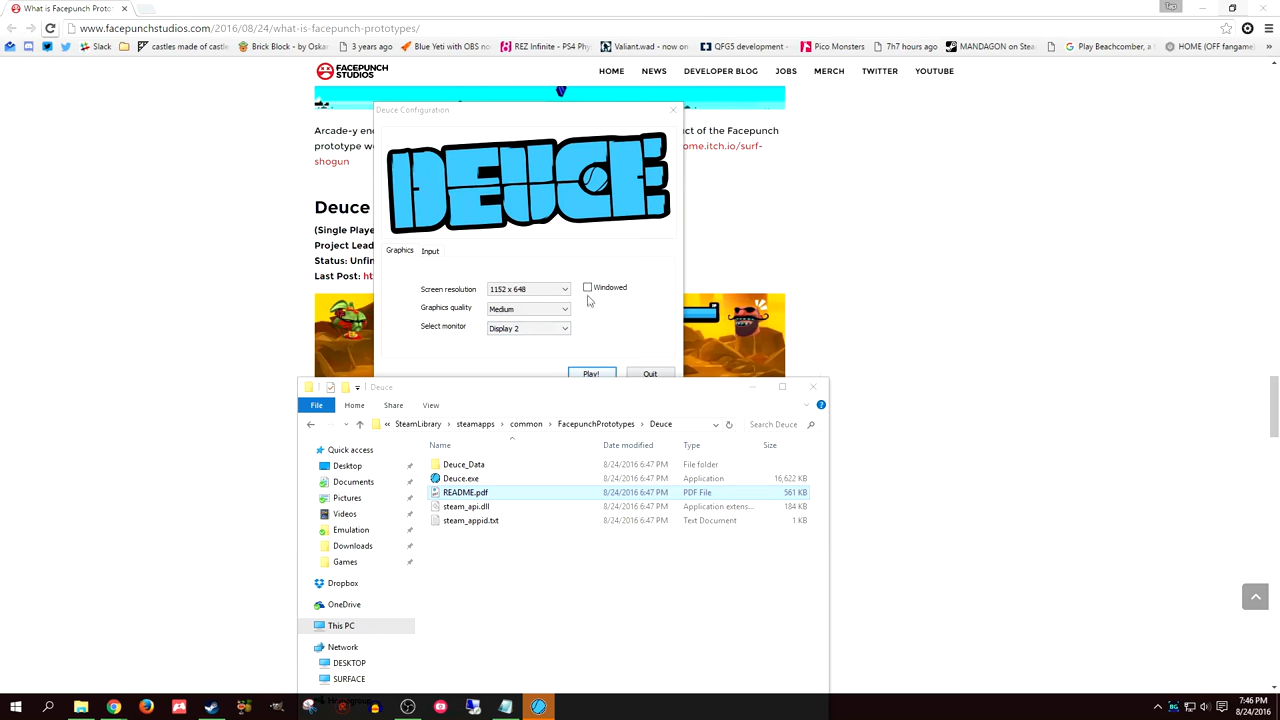 What is Facepunch Proto
www.facepunchstudios.com/2016/08/24/what-is-facepunch-prototypes/
Slack
castles made of castl
Brick Block - by Oskar
3 years ago
Blue Yeti with OBS no
REZ Infinite - PS4 Phy
Valiant.wad - now on
QFG5 development -
Pico Monsters
7h7 hours ago
MANDAGON on Stea
Play Beachcomber, a
HOME (OFF fangame
FACEPUNCH STUDIOS
HOME
NEWS
DEVELOPER BLOG
JOBS
MERCH
TWITTER
YOUTUBE
Deuce Configuration
Arcade-y en
ct of the Facepunch
prototype w
ome.itch.io/surf-
shogun
DEUCE
Deuce
(Single Playe
Project Lead
Status: Unfin
Last Post: ht
Graphics
Input
Screen resolution
1152 x 648
Windowed
Graphics quality
Medium
Select monitor
Display 2
Play!
Quit
Deuce
File
Home
Share
View
« SteamLibrary
steamapps
common
FacepunchPrototypes
Deuce
Search Deuce
Quick access
Desktop
Documents
Pictures
Videos
Emulation
Downloads
Games
Dropbox
OneDrive
This PC
Network
DESKTOP
SURFACE
Homegroup
Name
Date modified
Type
Size
Deuce_Data
8/24/2016 6:47 PM
File folder
Deuce.exe
8/24/2016 6:47 PM
Application
16,622 KB
README.pdf
8/24/2016 6:47 PM
PDF File
561 KB
steam_api.dll
8/24/2016 6:47 PM
Application extens...
184 KB
steam_appid.txt
8/24/2016 6:47 PM
Text Document
1 KB
7:46 PM
8/24/2016